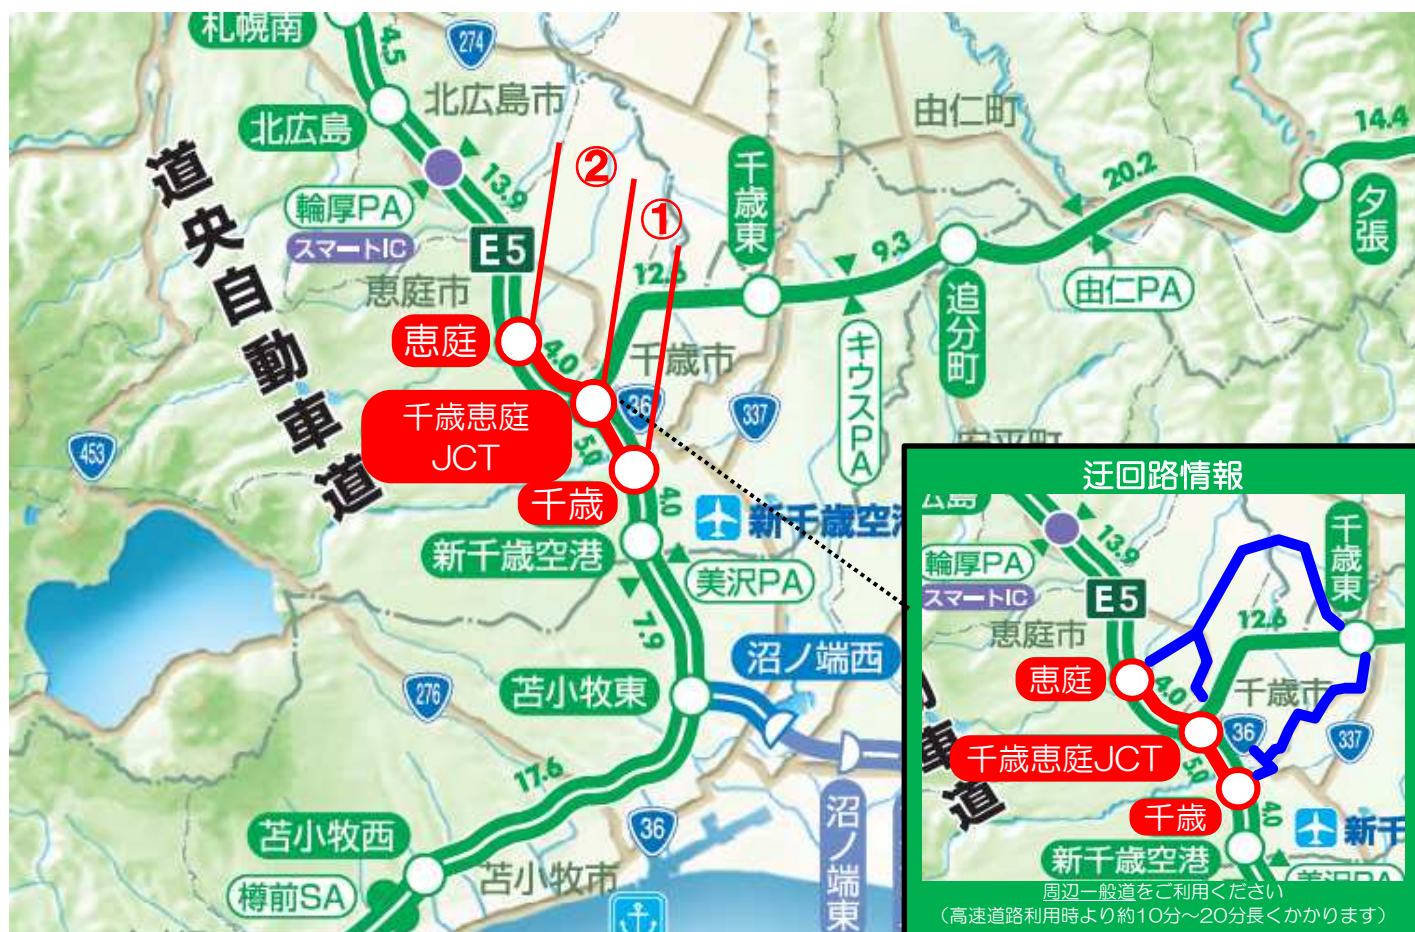 札幌南
4.5
274
北広島市
北広島
由仁町
14.4
道央自動車道
②
千歳東
20.2
13.9
輪厚PA
スマートIC
①
夕張
E5
9.3
12.6
恵庭市
由仁PA
追分町
恵庭
4.0
千歳市
キウスPA
千歳恵庭
JCT
36
337
453
5.0
千歳
4.0
新千歳空
新千歳空港
美沢PA
7.9
沼ノ端西
276
苫小牧東
17.6
36
苫小牧西
沼ノ端東
苫小牧市
樽前SA
迂回路情報
広島
千歳東
13.9
輪厚PA
スマートIC
E5
12.6
恵庭市
恵庭
4.0
千歳市
36
337
車道
千歳恵庭JCT
5.0
千歳
4.0
新千
新千歳空港
美沢PA
周辺一般道をご利用ください
（高速道路利用時より約10分～20分長くかかります）